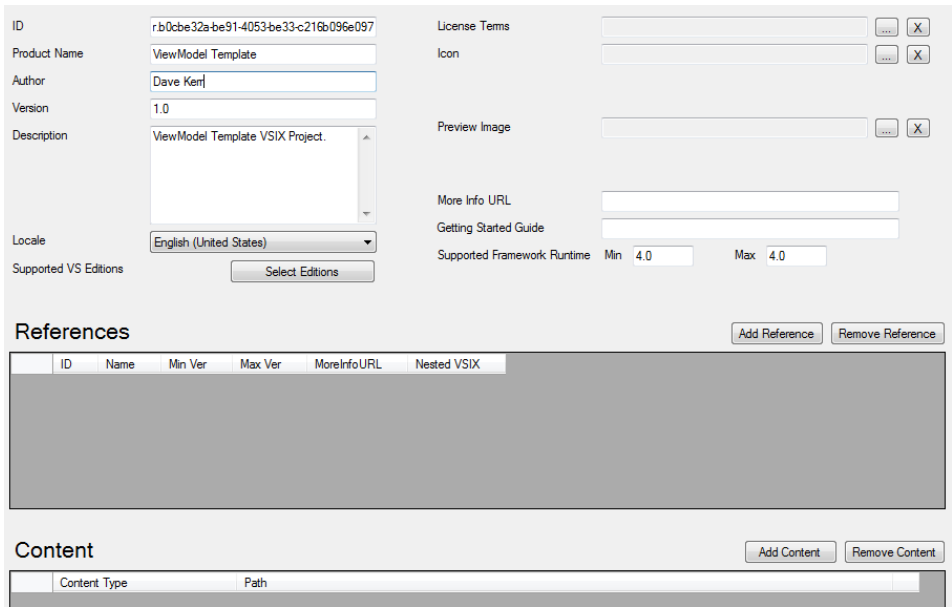 ID r.b0cbe32a-be91-4053-be33-c216b096e097
Product Name ViewModel Template
Author Dave Kerr
Version 1.0
Description ViewModel Template VSIX Project.
Locale English (United States)
Supported VS Editions Select Editions
License Terms ... X
Icon ... X
Preview Image ... X
More Info URL
Getting Started Guide
Supported Framework Runtime Min 4.0 Max 4.0
References Add Reference Remove Reference
ID Name Min Ver Max Ver MoreInfoURL Nested VSIX
Content Add Content Remove Content
Content Type Path